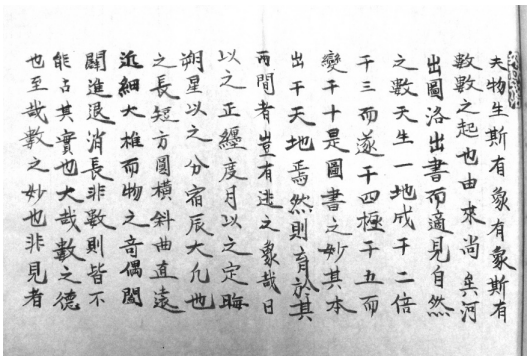 夫物生斯有象有象斯有
數數之起也由來尚矣河
出圖洛出書而適見自然
之數天生一地成于二倍
于三而遂于四極于五而
變于十是圖書之妙其本
出于天地焉然則育於其
兩間者豈有逃之象哉日
以之正纏度月以之定晦
朔星以之分宿辰大凢也
之長短方圓橫斜曲直遠
近細大椎而物之奇偶闔
闢進退消長非數則皆不
能占其實也大哉數之德
也至哉數之妙也非見者